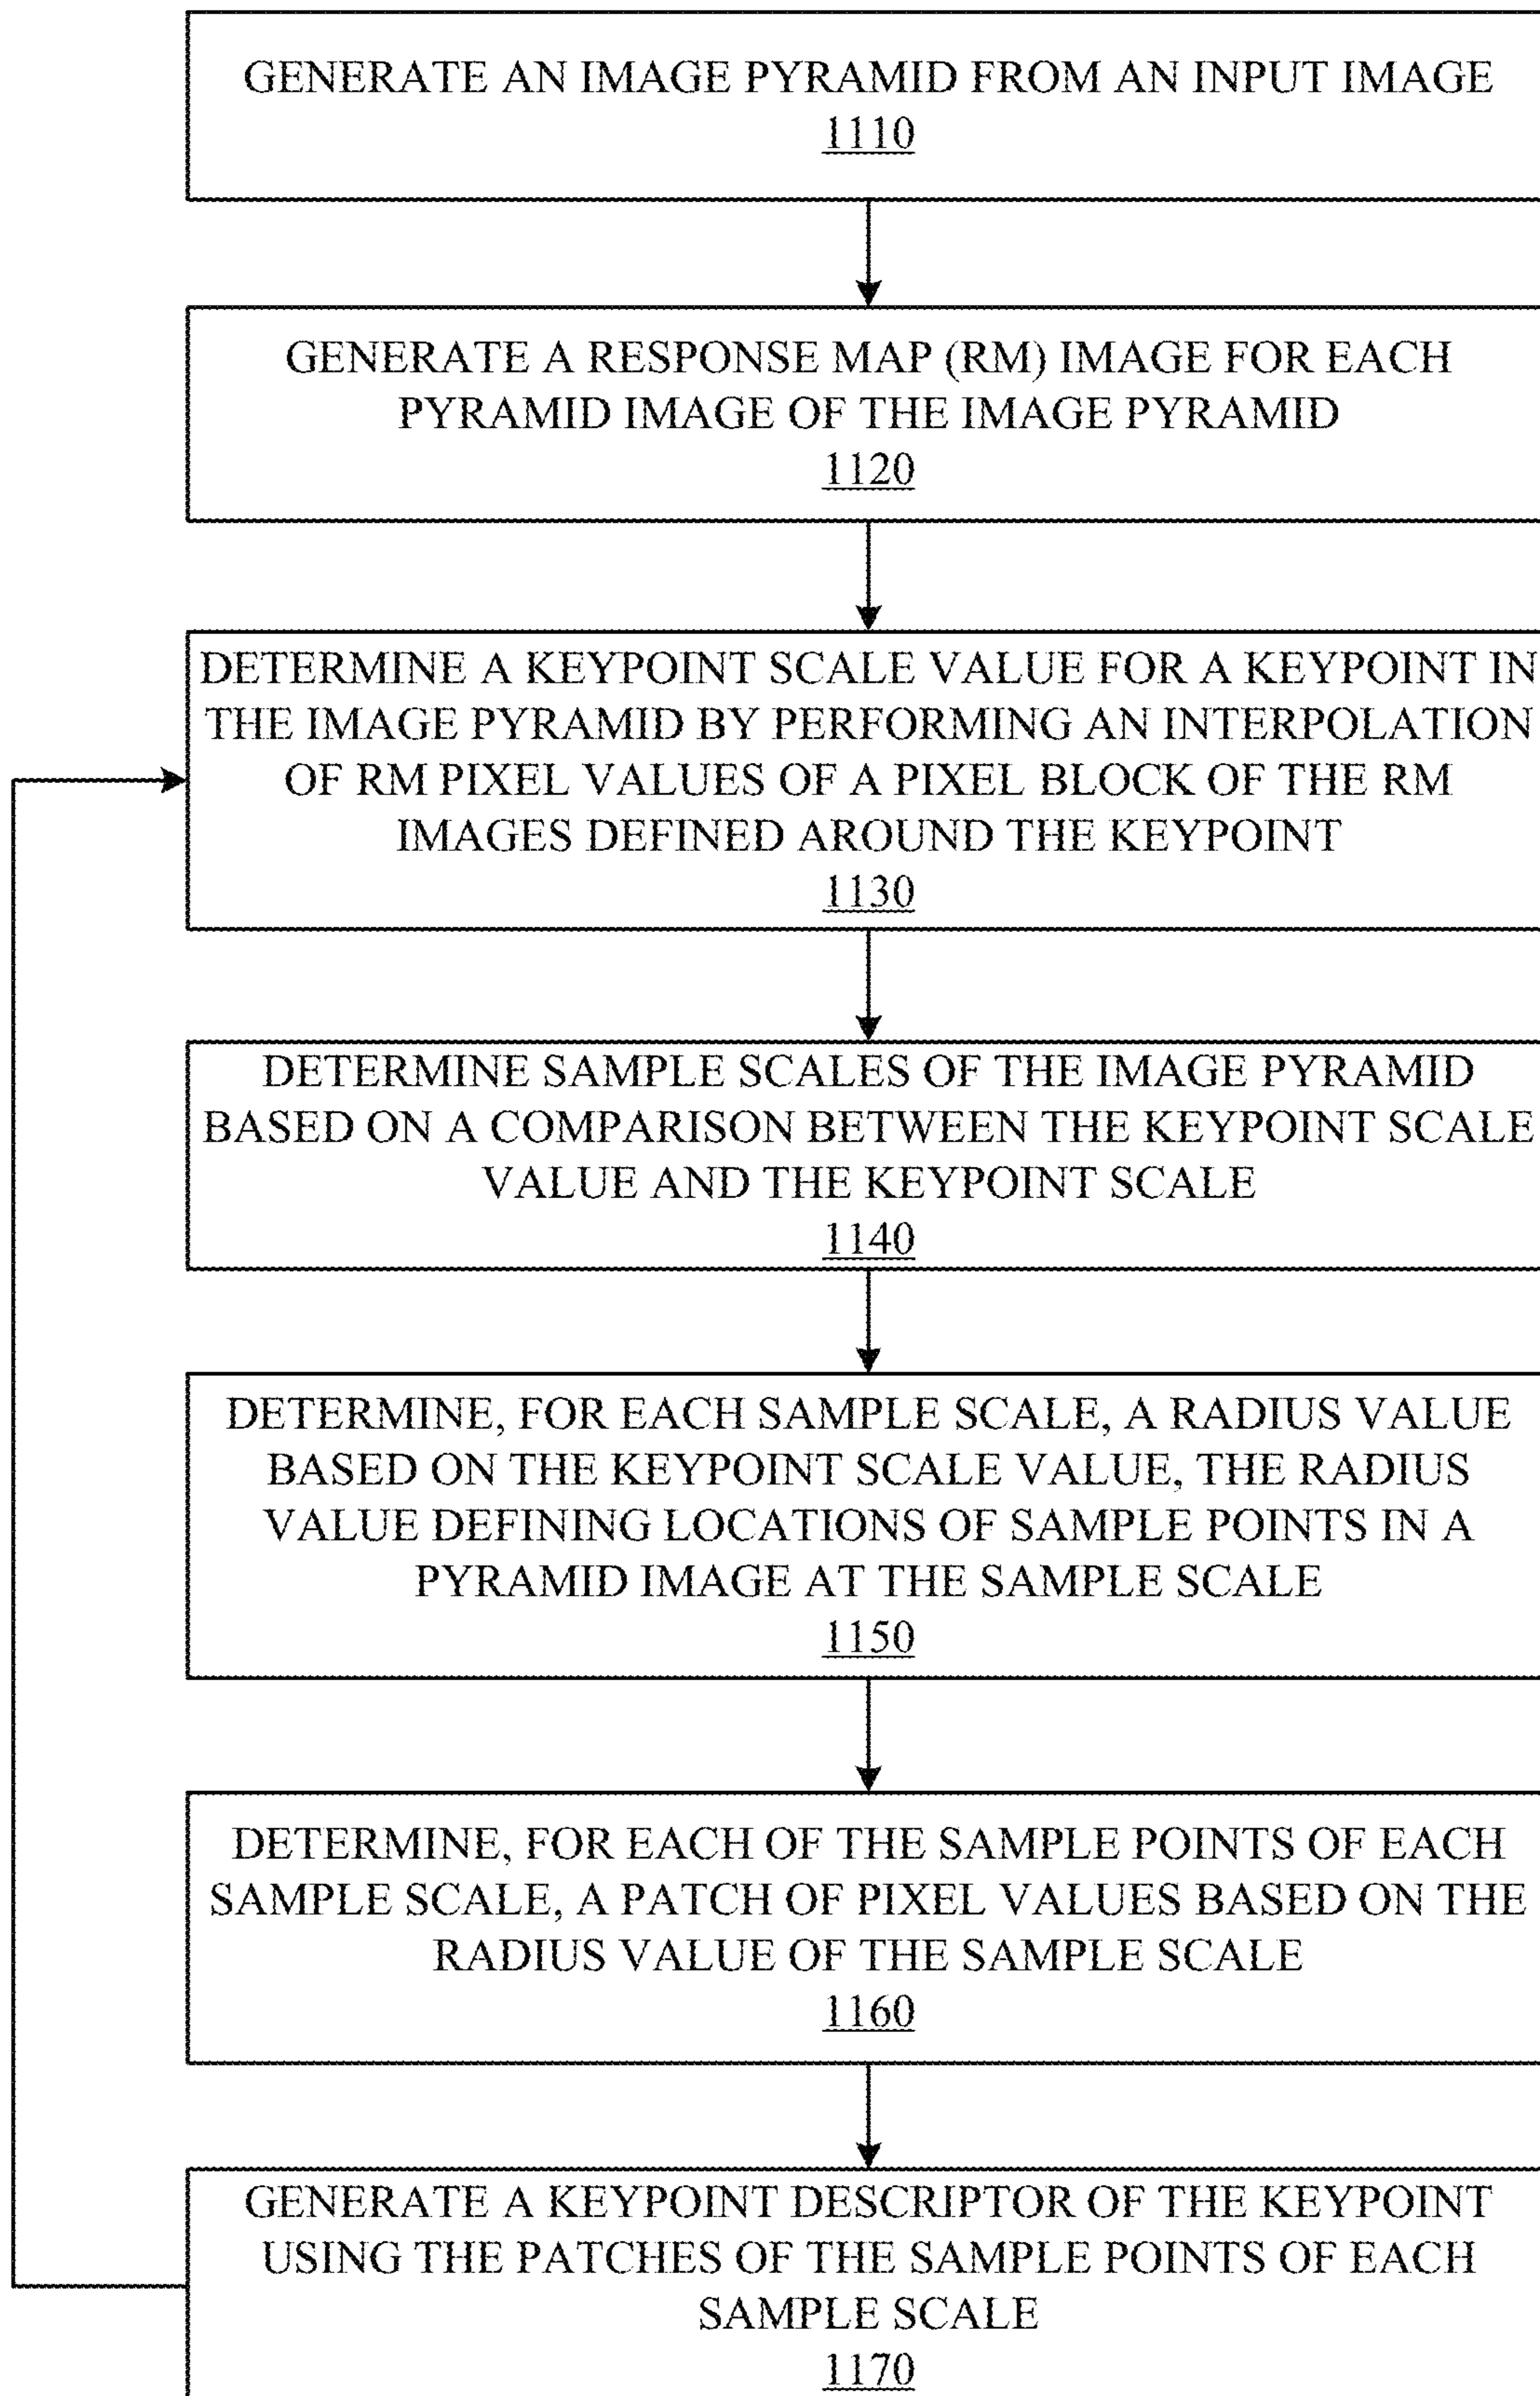 GENERATE AN IMAGE PYRAMID FROM AN INPUT IMAGE
1110
GENERATE A RESPONSE MAP (RM) IMAGE FOR EACH
PYRAMID IMAGE OF THE IMAGE PYRAMID
1120
DETERMINE A KEYPOINT SCALE VALUE FOR A KEYPOINT IN
THE IMAGE PYRAMID BY PERFORMING AN INTERPOLATION
OF RM PIXEL VALUES OF A PIXEL BLOCK OF THE RM
IMAGES DEFINED AROUND THE KEYPOINT
1130
DETERMINE SAMPLE SCALES OF THE IMAGE PYRAMID
BASED ON A COMPARISON BETWEEN THE KEYPOINT SCALE
VALUE AND THE KEYPOINT SCALE
1140
DETERMINE, FOR EACH SAMPLE SCALE, A RADIUS VALUE
BASED ON THE KEYPOINT SCALE VALUE, THE RADIUS
VALUE DEFINING LOCATIONS OF SAMPLE POINTS IN A
PYRAMID IMAGE AT THE SAMPLE SCALE
1150
DETERMINE, FOR EACH OF THE SAMPLE POINTS OF EACH
SAMPLE SCALE, A PATCH OF PIXEL VALUES BASED ON THE
RADIUS VALUE OF THE SAMPLE SCALE
1160
GENERATE A KEYPOINT DESCRIPTOR OF THE KEYPOINT
USING THE PATCHES OF THE SAMPLE POINTS OF EACH
SAMPLE SCALE
1170